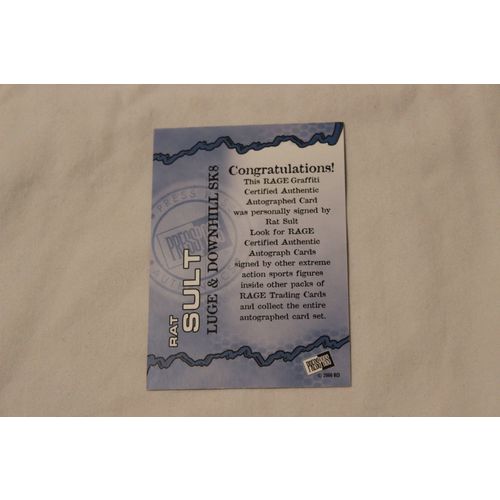 RAT
SULT
LUGE & DOWNHILL SK8
Congratulations!
This RAGE Graffiti
Certified Authentic
Autographed Card
was personally signed by
Rat Sult
Look for RAGE
Certified Authentic
Autograph Cards
signed by other extreme
action sports figures
inside other packs of
RAGE Trading Cards
and collect the entire
autographed card set.
PRESS PASS